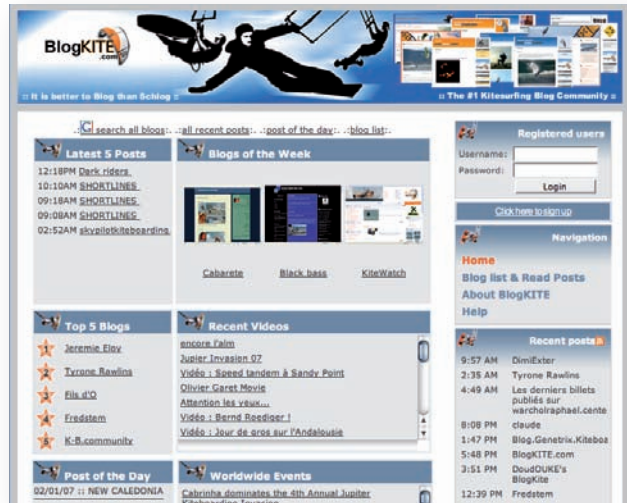 BlogKITE
.com
:: It is better to Blog than Schlog ::
:: The #1 Kitesurfing Blog Community ::
.:G search all blogs:. .:all recent posts:. .:post of the day:. .:blog list:.
Latest 5 Posts
12:18PM Dark riders
10:10AM SHORTLINES
09:18AM SHORTLINES
09:08AM SHORTLINES
02:52AM skypilotkiteboarding
Blogs of the Week
Cabarete
Black bass
KiteWatch
Top 5 Blogs
1 Jeremie Eloy
2 Tyrone Rawlins
3 Fils d'O
4 Fredstem
5 K-B.community
Recent Videos
encore l'alm
Jupier Invasion 07
Vidéo : Speed tandem à Sandy Point
Olivier Garet Movie
Attention les yeux...
Vidéo : Bernd Roediger !
Vidéo : Jour de gros sur l'Andalousie
Post of the Day
02/01/07 :: NEW CALEDONIA
Worldwide Events
Cabrinha dominates the 4th Annual Jupiter
Kiteboarding Invasion
Registered users
Username:
Password:
Login
Click here to sign up
Navigation
Home
Blog list & Read Posts
About BlogKITE
Help
Recent posts
9:57 AM DimiExter
2:35 AM Tyrone Rawlins
4:49 AM Les derniers billets
publiés sur
warcholraphael.cente
8:08 PM claude
1:47 PM Blog.Genetrix.Kiteboa
5:48 PM BlogKITE.com
3:51 PM DoudOUKE's
BlogKite
12:39 PM Fredstem